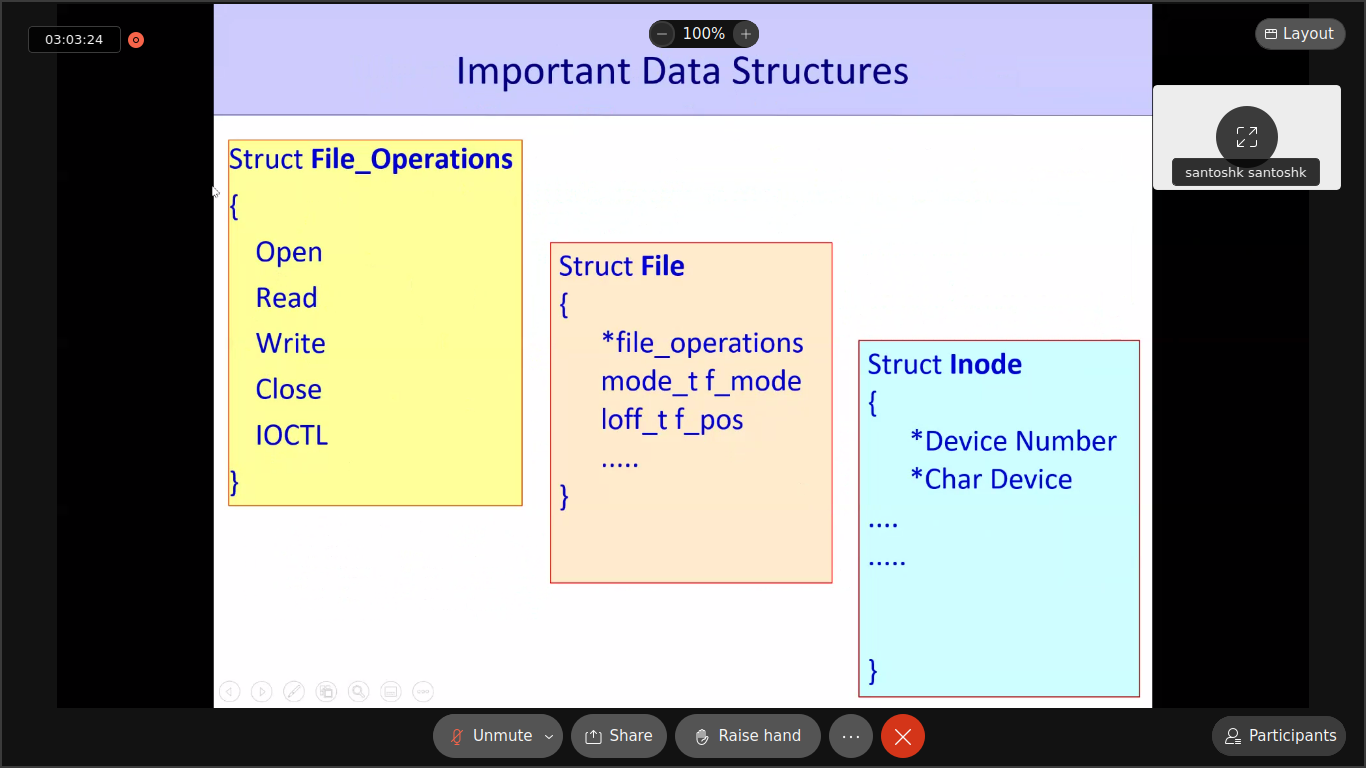 03:03:24
100%
Layout
Important Data Structures
santoshk santoshk
Struct File_Operations
{
Open
Read
Write
Close
IOCTL
}
Struct File
{
*file_operations
mode_t f_mode
loff_t f_pos
.....
}
Struct Inode
{
*Device Number
*Char Device
....
.....
}
Unmute
Share
Raise hand
Participants